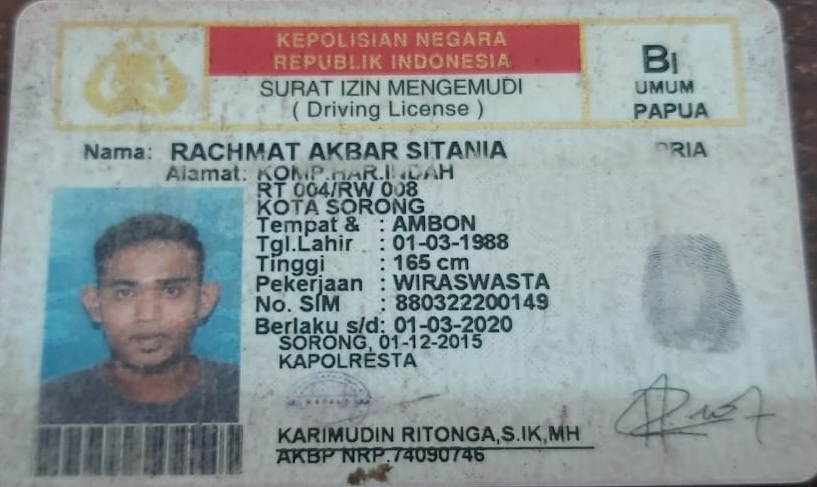 KEPOLISIAN NEGARA
REPUBLIK INDONESIA
SURAT IZIN MENGEMUDI
( Driving License )
BI
UMUM
PAPUA
Nama: RACHMAT AKBAR SITANIA PRIA
Alamat: KOMP.HAR.INDAH
RT 004/RW 008
KOTA SORONG
Tempat & : AMBON
Tgl.Lahir : 01-03-1988
Tinggi : 165 cm
Pekerjaan : WIRASWASTA
No. SIM : 880322200149
Berlaku s/d: 01-03-2020
SORONG, 01-12-2015
KAPOLRESTA
KARIMUDIN RITONGA,S.IK,MH
AKBP NRP.74090746